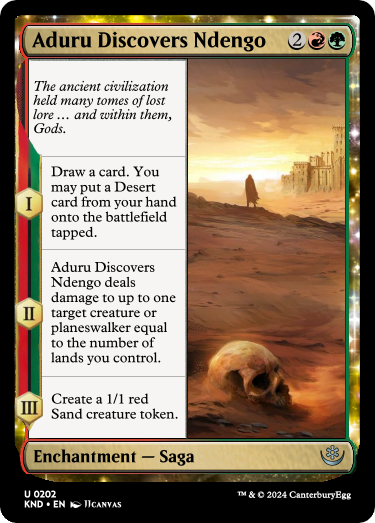 Aduru Discovers Ndengo 2
The ancient civilization
held many tomes of lost
lore … and within them,
Gods.
I
Draw a card. You
may put a Desert
card from your hand
onto the battlefield
tapped.
II
Aduru Discovers
Ndengo deals
damage to up to one
target creature or
planeswalker equal
to the number of
lands you control.
III
Create a 1/1 red
Sand creature token.
Enchantment — Saga
U 0202
KND • EN 11CANVAS
™ & © 2024 CanterburyEgg